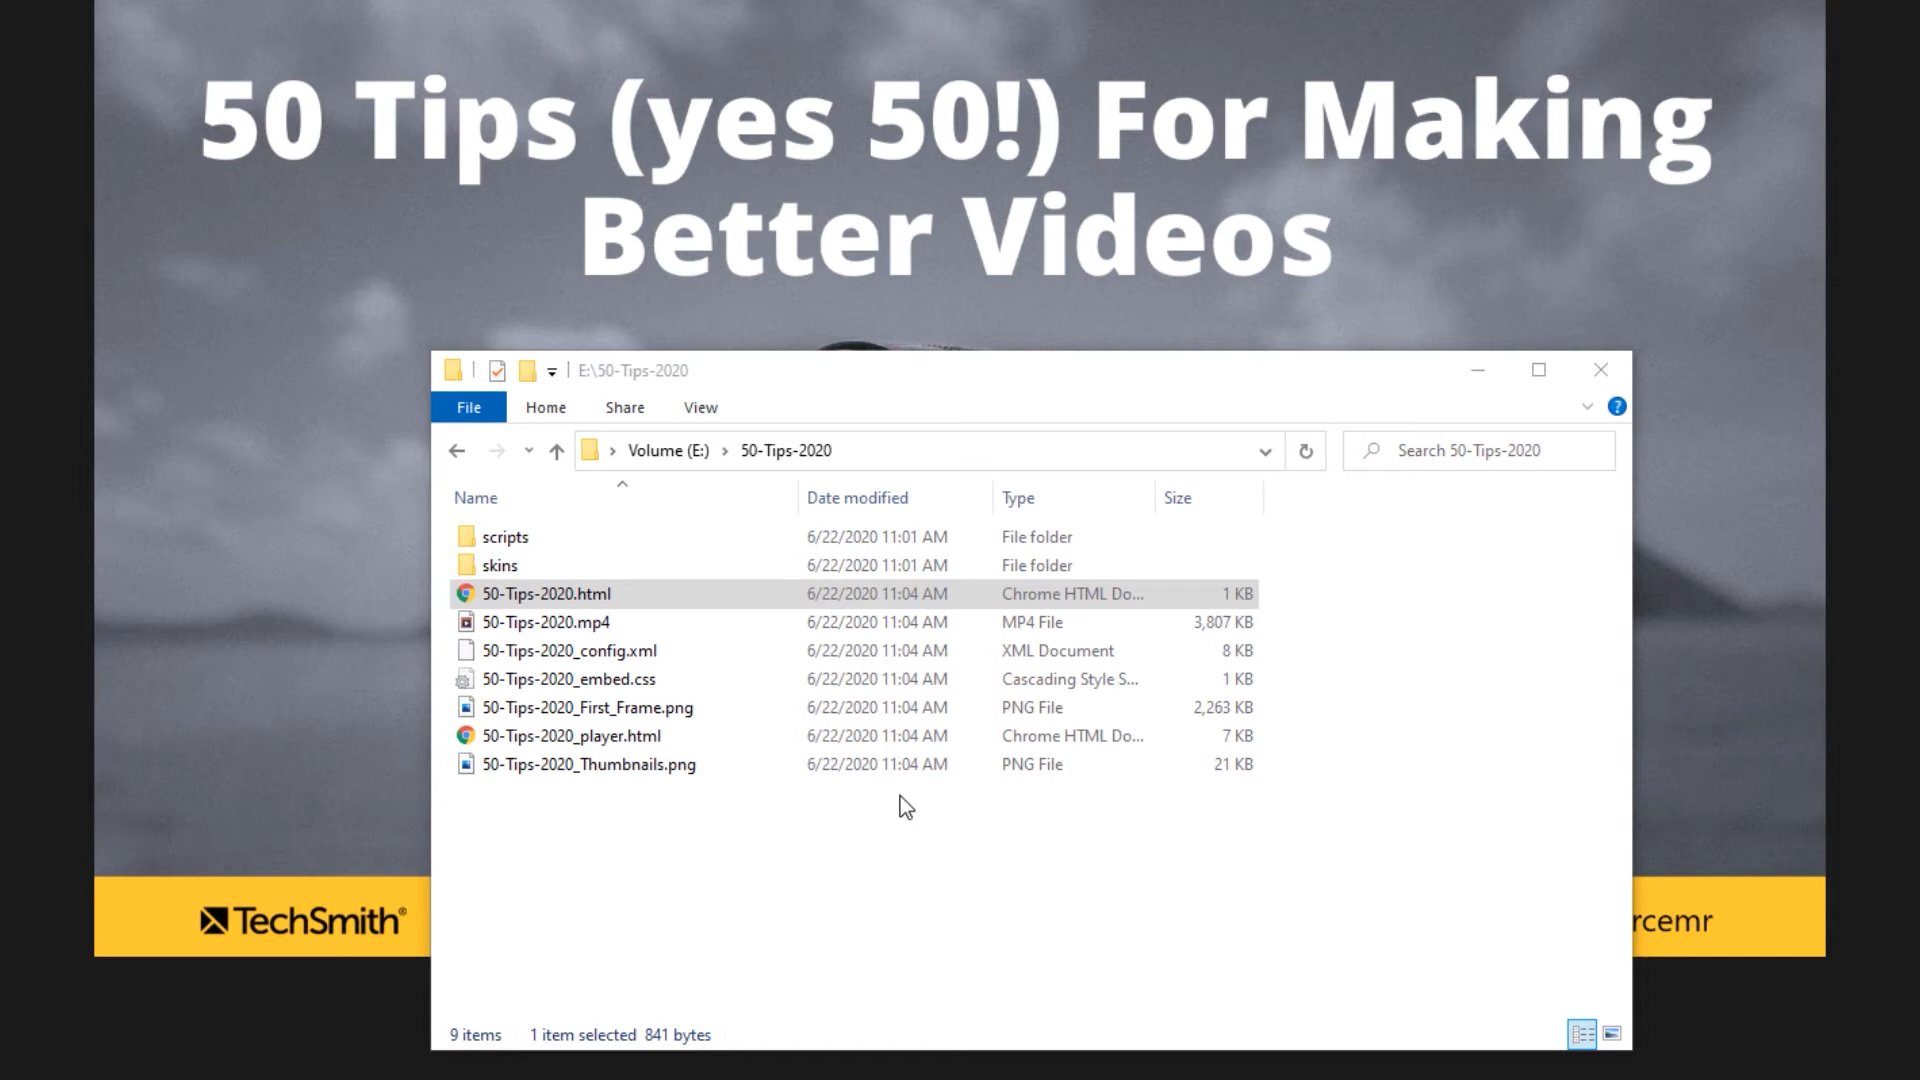 50 Tips (yes 50!) For Making
Better Videos
E:\50-Tips-2020
File Home Share View
Volume (E:) 50-Tips-2020 Search 50-Tips-2020
Name Date modified Type Size
scripts 6/22/2020 11:01 AM File folder
skins 6/22/2020 11:01 AM File folder
50-Tips-2020.html 6/22/2020 11:04 AM Chrome HTML Do... 1 KB
50-Tips-2020.mp4 6/22/2020 11:04 AM MP4 File 3,807 KB
50-Tips-2020_config.xml 6/22/2020 11:04 AM XML Document 8 KB
50-Tips-2020_embed.css 6/22/2020 11:04 AM Cascading Style S... 1 KB
50-Tips-2020_First_Frame.png 6/22/2020 11:04 AM PNG File 2,263 KB
50-Tips-2020_player.html 6/22/2020 11:04 AM Chrome HTML Do... 7 KB
50-Tips-2020_Thumbnails.png 6/22/2020 11:04 AM PNG File 21 KB
TechSmith® rcemr
9 items 1 item selected 841 bytes